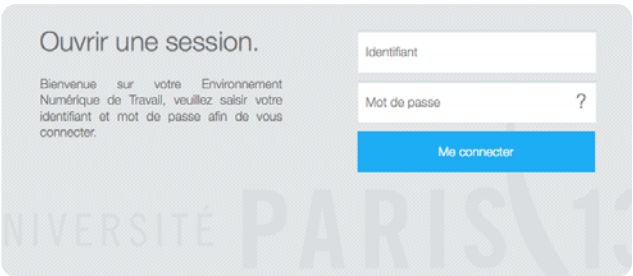 Ouvrir une session.
Bienvenue sur votre Environnement
Numérique de Travail, veuillez saisir votre
identifiant et mot de passe afin de vous
connecter.
Identifiant
Mot de passe ?
Me connecter
NIVERSITÉ PARIS 13